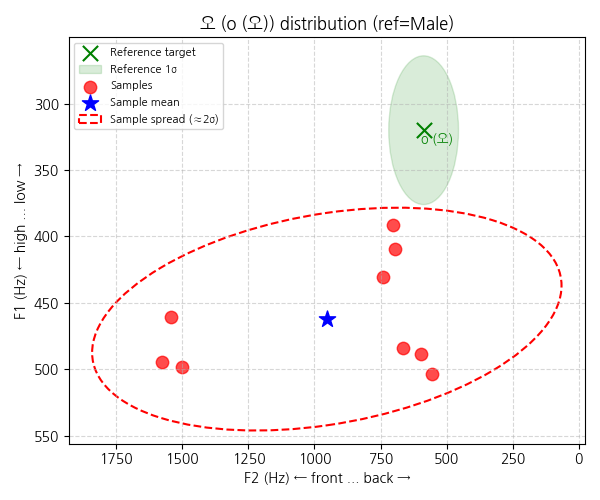 오 (o (오)) distribution (ref=Male)
Reference target
Reference 1σ
Samples
Sample mean
Sample spread (≈2σ)
o (오)
300
350
400
450
500
550
F1 (Hz) ← high ... low →
1750 1500 1250 1000 750 500 250 0
F2 (Hz) ← front ... back →